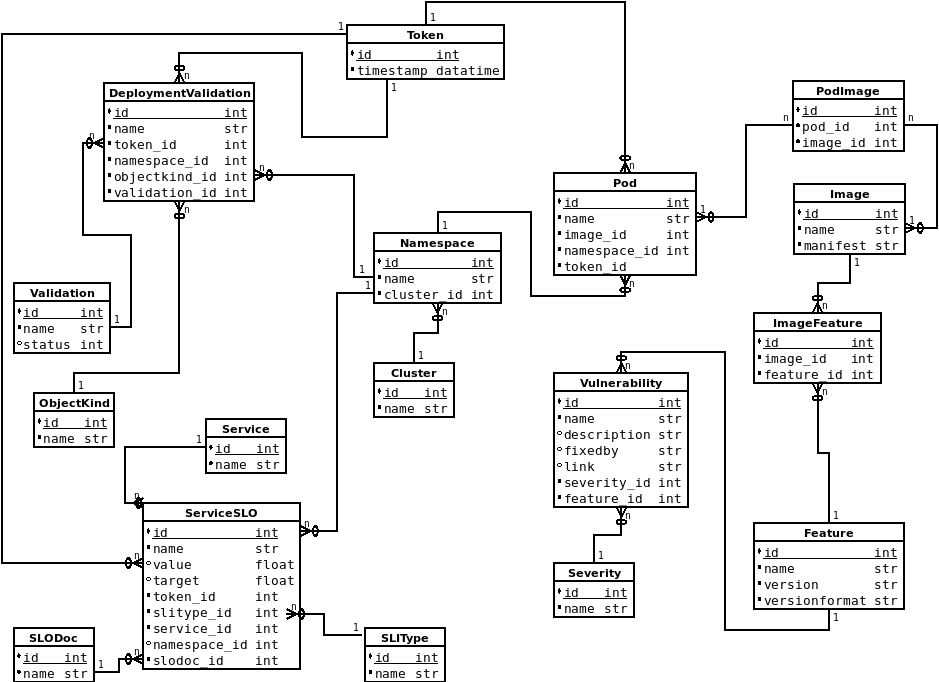 Token
id int
timestamp datatime
DeploymentValidation
id int
name str
token_id int
namespace_id int
objectkind_id int
validation_id int
PodImage
id int
pod_id int
image_id int
Pod
id int
name str
image_id int
namespace_id int
token_id
Image
id int
name str
manifest str
Namespace
id int
name str
cluster_id int
Validation
id int
name str
status int
ImageFeature
id int
image_id int
feature_id int
Cluster
id int
name str
Vulnerability
id int
name str
description str
fixedby str
link str
severity_id int
feature_id int
ObjectKind
id int
name str
Service
id int
name str
ServiceSLO
id int
name str
value float
target float
token_id int
slitype_id int
service_id int
namespace_id int
slodoc_id int
Feature
id int
name str
version str
versionformat str
Severity
id int
name str
SLODoc
id int
name str
SLIType
id int
name str
1
1
1
n
n
n
n
1
1
n
1
n
n
1
n
n
1
1
1
n
1
n
n
1
n
1
1
n
1
n
n
n
1
n
1
1
n
1